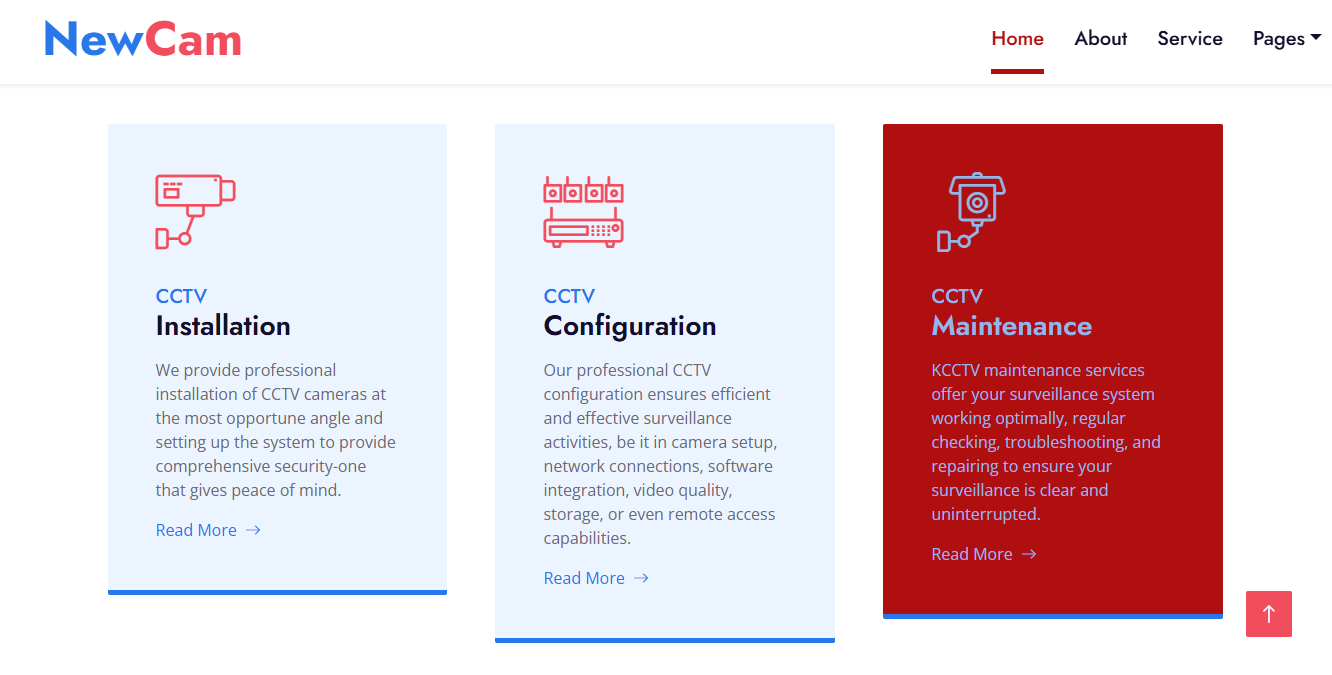 NewCam
Home About Service Pages
CCTV
Installation
We provide professional
installation of CCTV cameras at
the most opportune angle and
setting up the system to provide
comprehensive security-one
that gives peace of mind.
Read More
CCTV
Configuration
Our professional CCTV
configuration ensures efficient
and effective surveillance
activities, be it in camera setup,
network connections, software
integration, video quality,
storage, or even remote access
capabilities.
Read More
CCTV
Maintenance
KCCTV maintenance services
offer your surveillance system
working optimally, regular
checking, troubleshooting, and
repairing to ensure your
surveillance is clear and
uninterrupted.
Read More